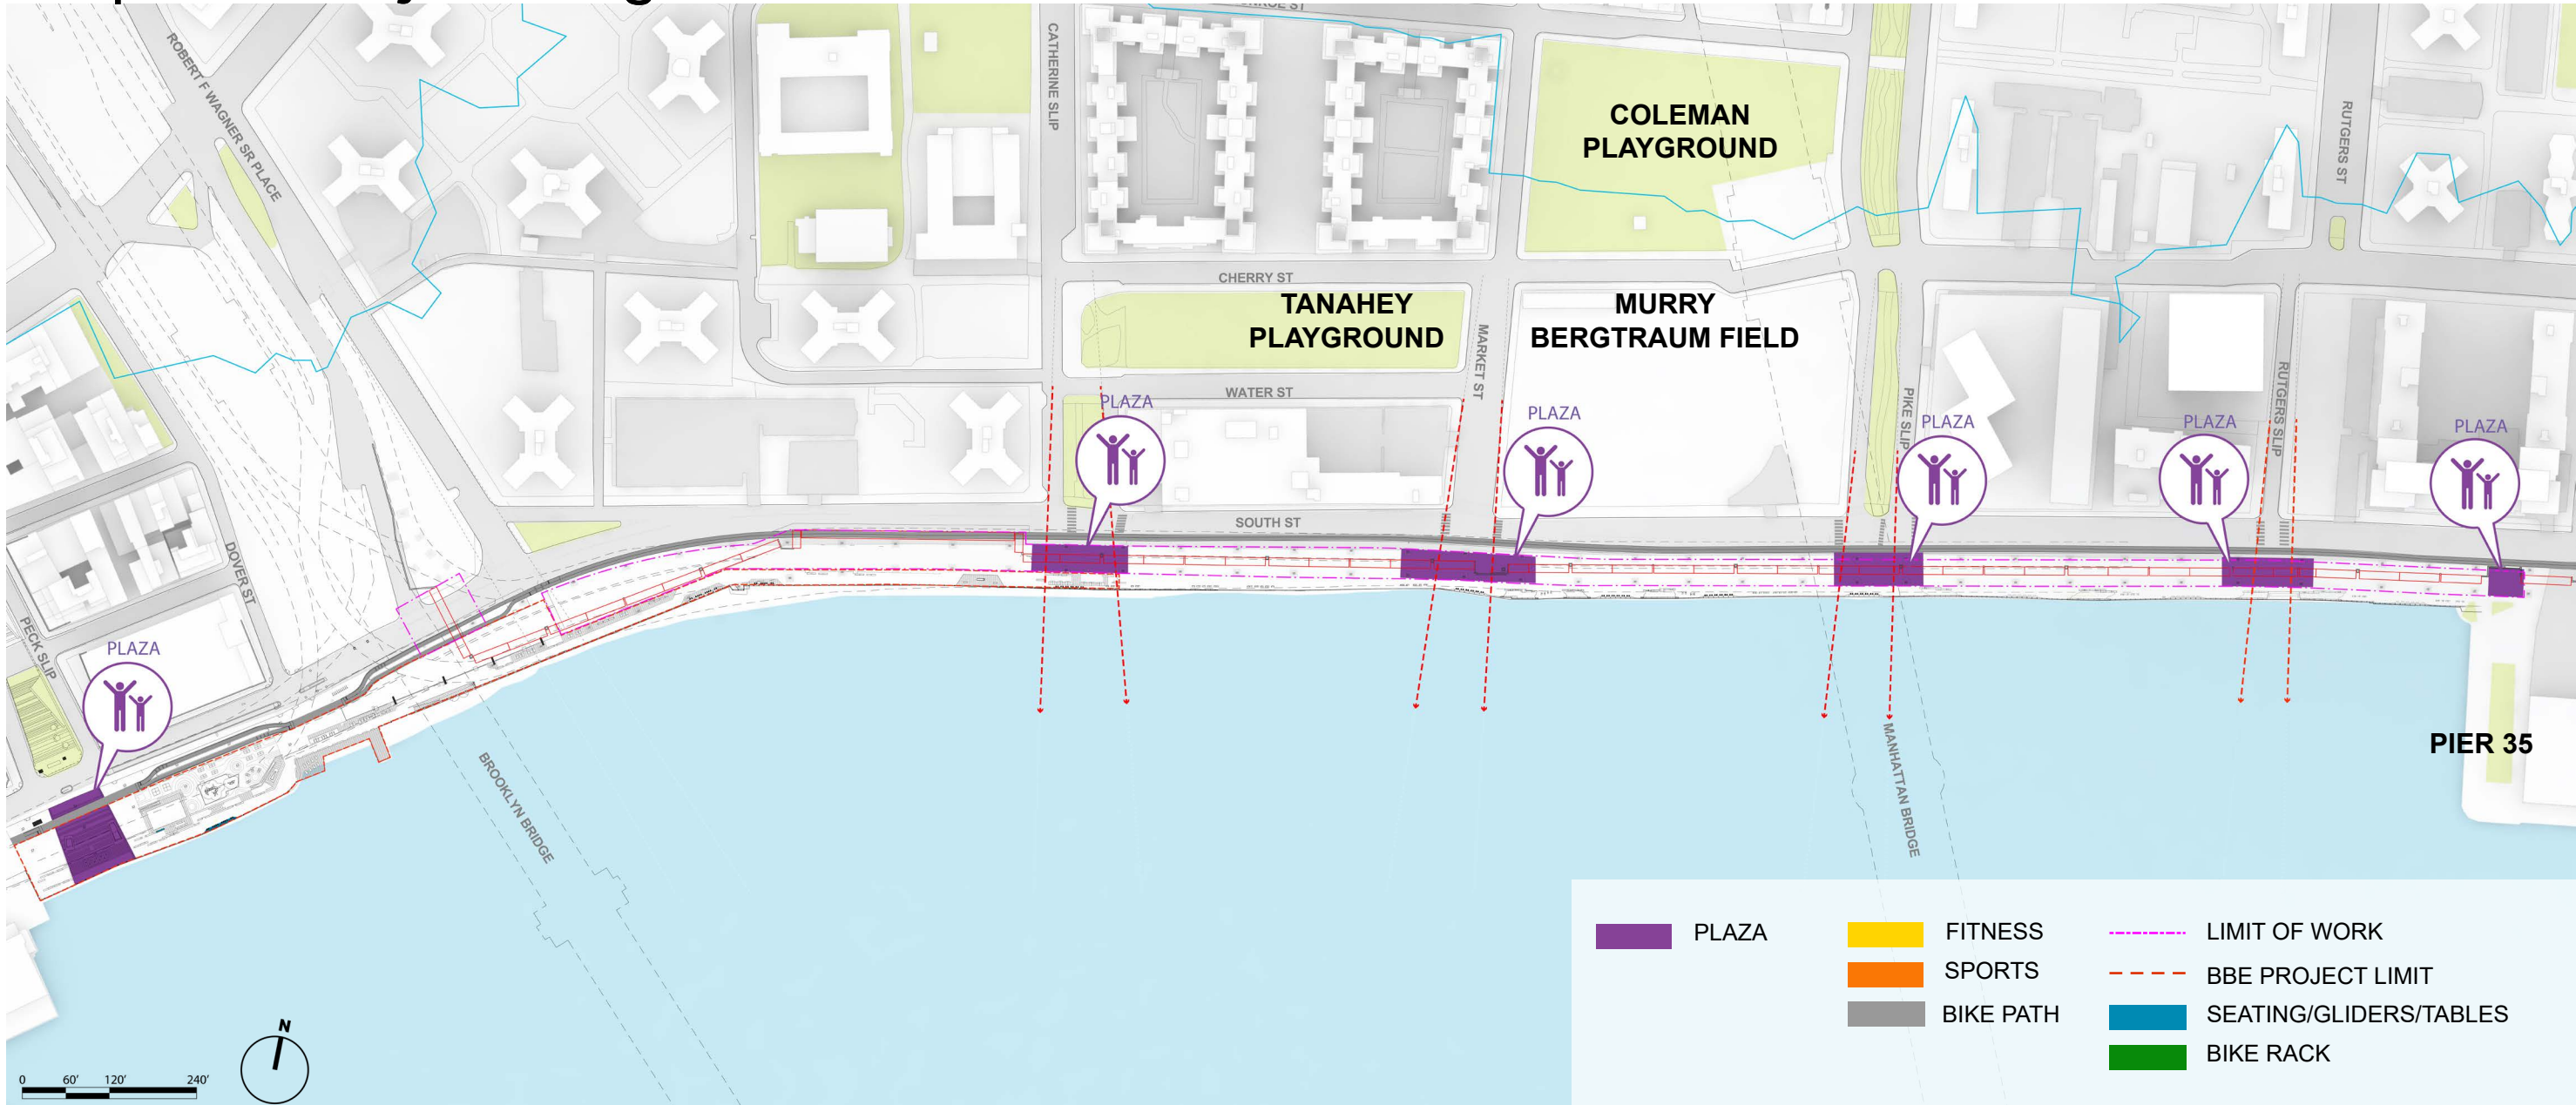 ROBERT F WAGNER SR PLACE
CATHERINE SLIP
COLEMAN
PLAYGROUND
RUTGERS ST
CHERRY ST
TANAHEY
PLAYGROUND
MURRY
BERGTRAUM FIELD
MARKET ST
WATER ST
PIKE SLIP
RUTGERS SLIP
PLAZA
PLAZA
PLAZA
PLAZA
PLAZA
SOUTH ST
DOVER ST
PECK SLIP
PLAZA
BROOKLYN BRIDGE
MANHATTAN BRIDGE
PIER 35
PLAZA
FITNESS
SPORTS
BIKE PATH
LIMIT OF WORK
BBE PROJECT LIMIT
SEATING/GLIDERS/TABLES
BIKE RACK
N
0 60' 120' 240'